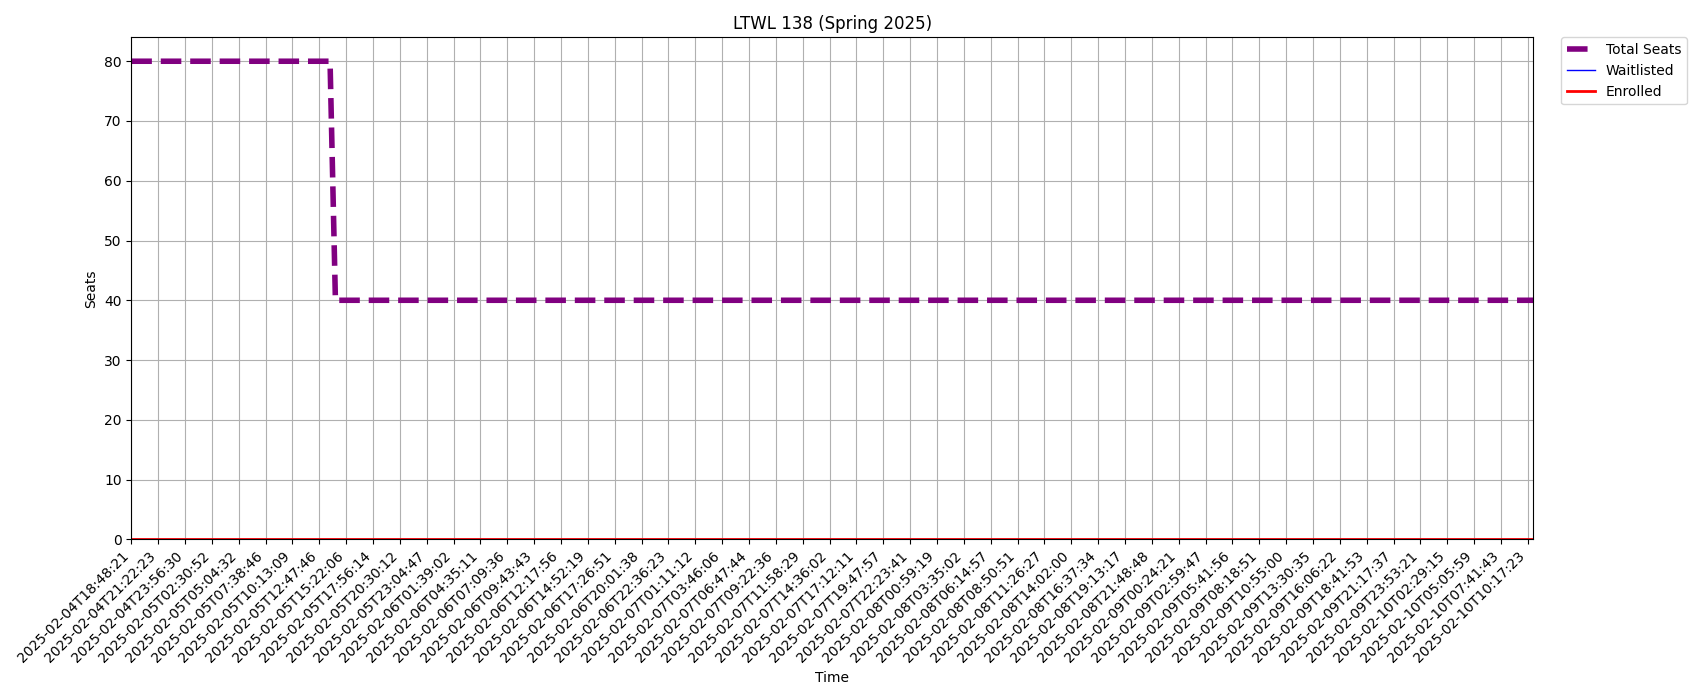 LTWL 138 (Spring 2025)
Total Seats
Waitlisted
Enrolled
80
70
60
50
40
30
20
10
0
Seats
2025-02-04T18:48:21
2025-02-04T21:22:23
2025-02-04T23:56:30
2025-02-05T02:30:52
2025-02-05T05:04:32
2025-02-05T07:38:46
2025-02-05T10:13:09
2025-02-05T12:47:46
2025-02-05T15:22:06
2025-02-05T17:56:14
2025-02-05T20:30:12
2025-02-05T23:04:47
2025-02-06T01:39:02
2025-02-06T04:35:11
2025-02-06T07:09:36
2025-02-06T09:43:43
2025-02-06T12:17:56
2025-02-06T14:52:19
2025-02-06T17:26:51
2025-02-06T20:01:38
2025-02-06T22:36:23
2025-02-07T01:11:12
2025-02-07T03:46:06
2025-02-07T06:47:44
2025-02-07T09:22:36
2025-02-07T11:58:29
2025-02-07T14:36:02
2025-02-07T17:12:11
2025-02-07T19:47:57
2025-02-07T22:23:41
2025-02-08T00:59:19
2025-02-08T03:35:02
2025-02-08T06:14:57
2025-02-08T08:50:51
2025-02-08T11:26:27
2025-02-08T14:02:00
2025-02-08T16:37:34
2025-02-08T19:13:17
2025-02-08T21:48:48
2025-02-09T00:24:21
2025-02-09T02:59:47
2025-02-09T05:41:56
2025-02-09T08:18:51
2025-02-09T10:55:00
2025-02-09T13:30:35
2025-02-09T16:06:22
2025-02-09T18:41:53
2025-02-09T21:17:37
2025-02-09T23:53:21
2025-02-10T02:29:15
2025-02-10T05:05:59
2025-02-10T07:41:43
2025-02-10T10:17:23
Time